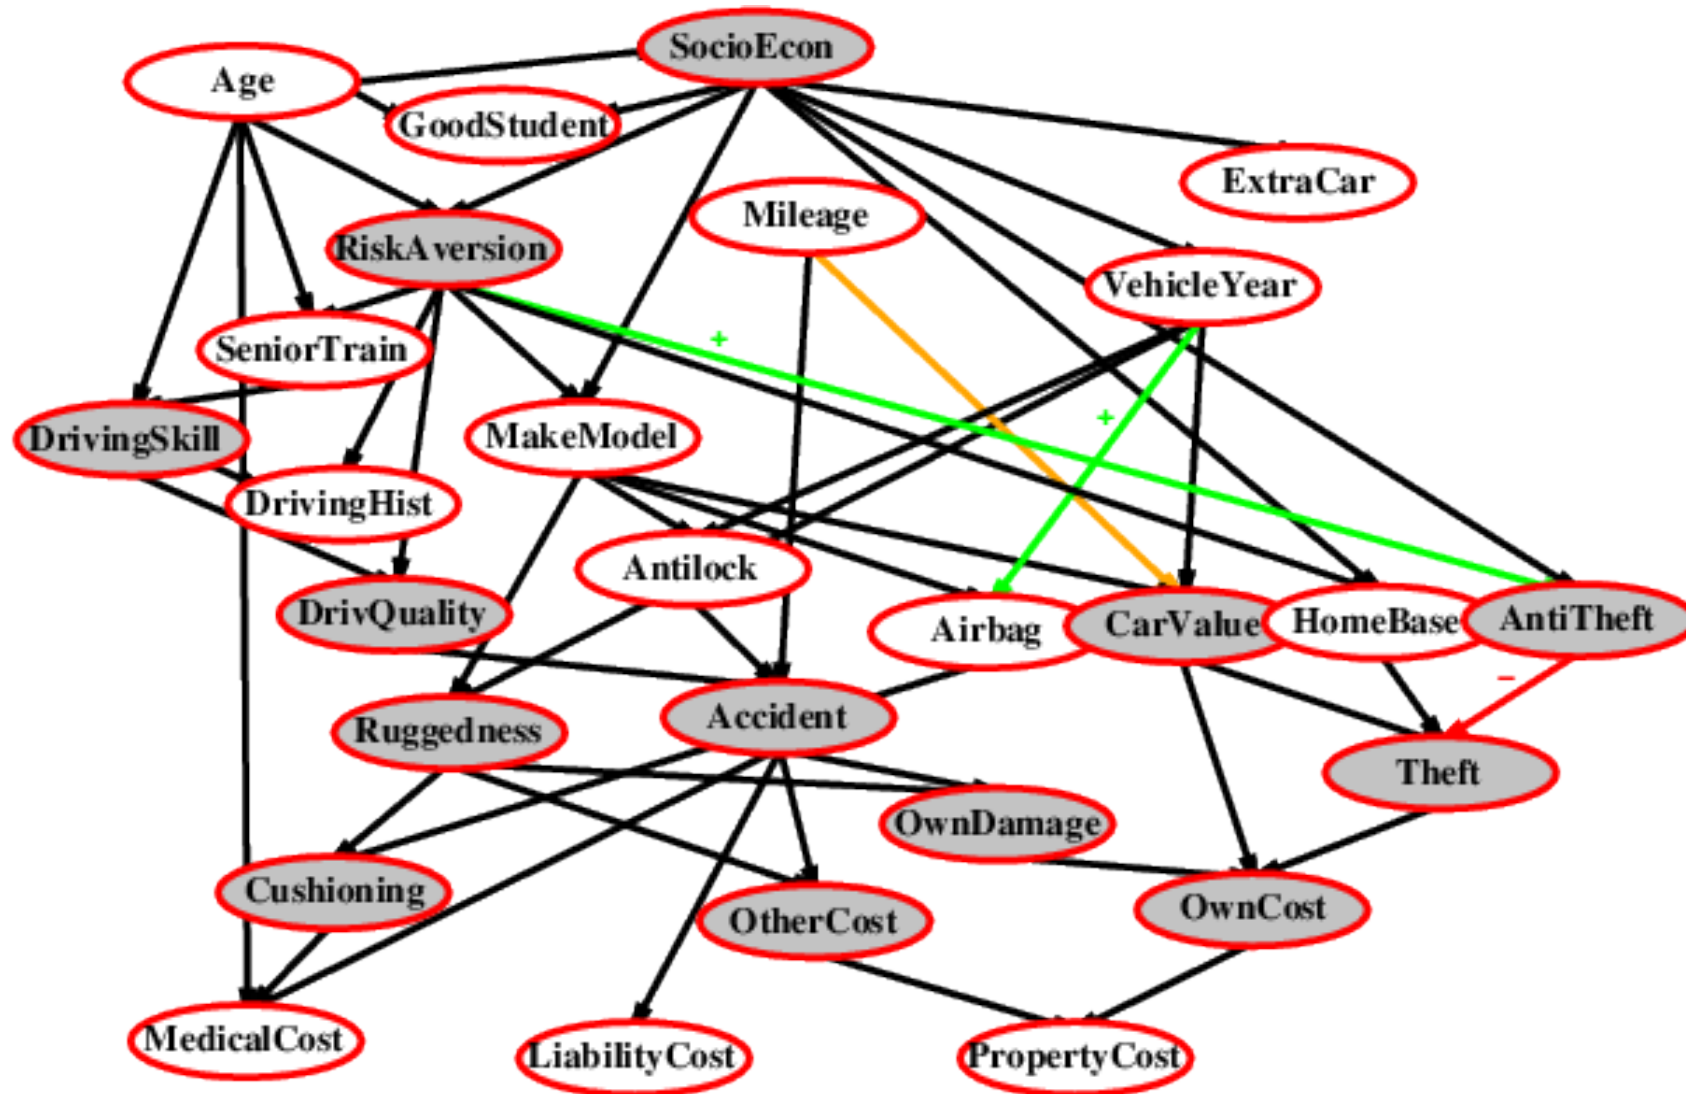 SocioEcon
Age
GoodStudent
ExtraCar
Mileage
RiskAversion
VehicleYear
+
SeniorTrain
+
DrivingSkill
MakeModel
DrivingHist
Antilock
DrivQuality
Airbag
CarValue
HomeBase
AntiTheft
−
Ruggedness
Accident
Theft
OwnDamage
Cushioning
OtherCost
OwnCost
MedicalCost
LiabilityCost
PropertyCost